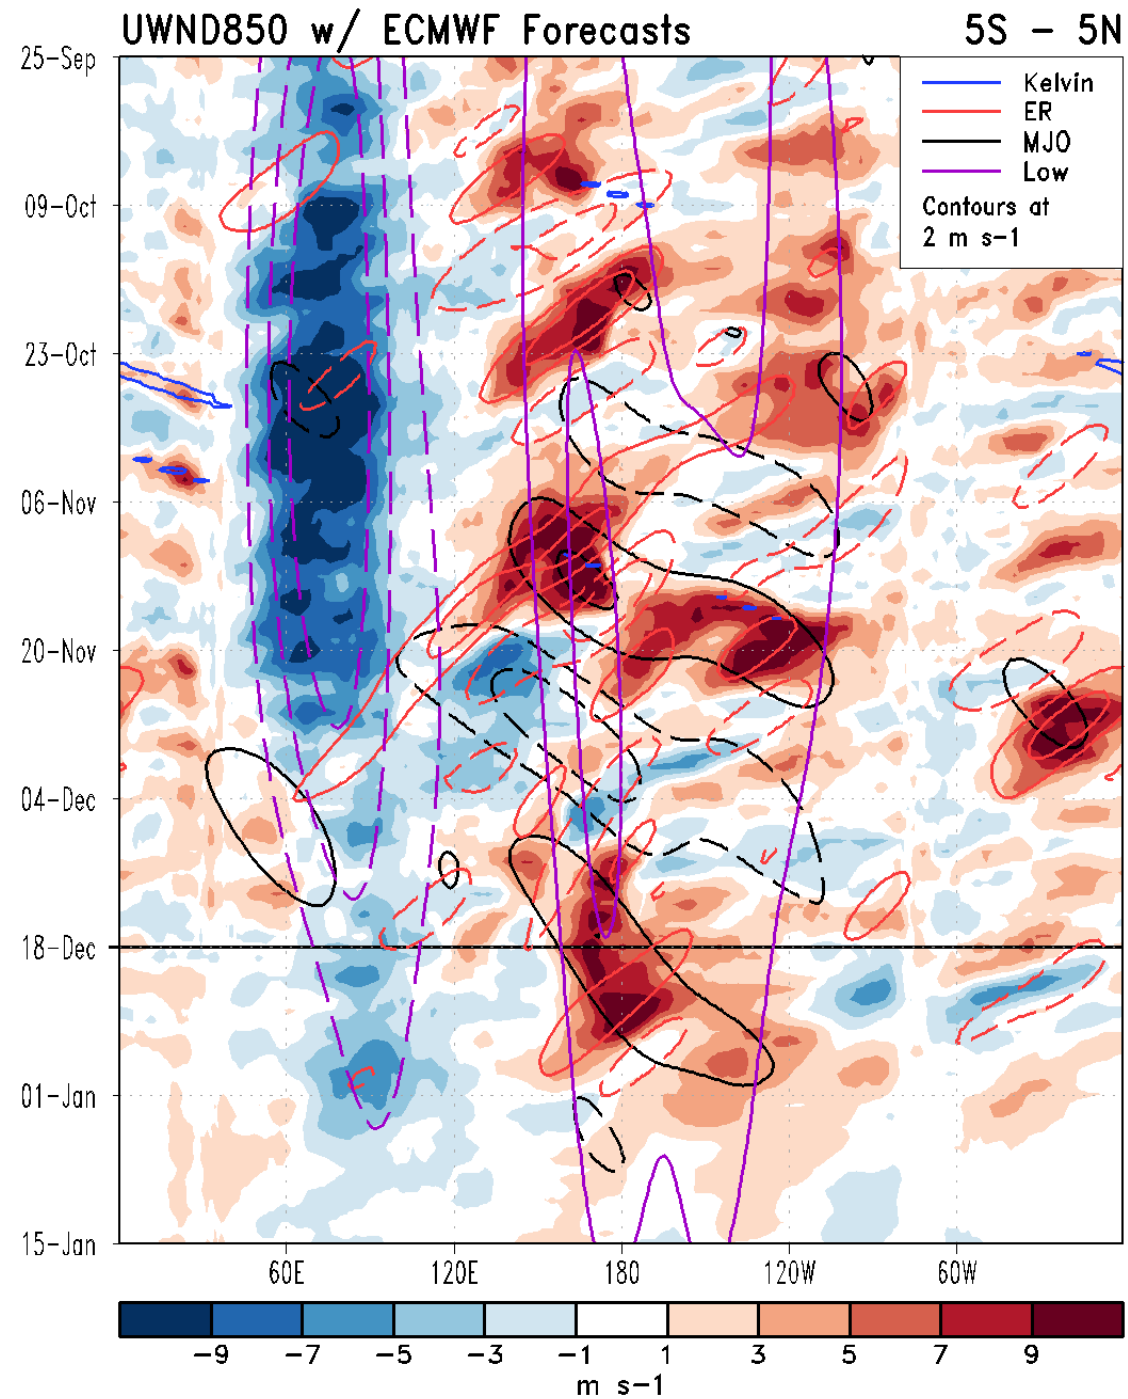 UWND850 w/ ECMWF Forecasts 5S - 5N
25-Sep
09-Oct
23-Oct
06-Nov
20-Nov
04-Dec
18-Dec
01-Jan
15-Jan
Kelvin
ER
MJO
Low
Contours at
2 m s-1
60E 120E 180 120W 60W
-9 -7 -5 -3 -1 1 3 5 7 9
m s-1